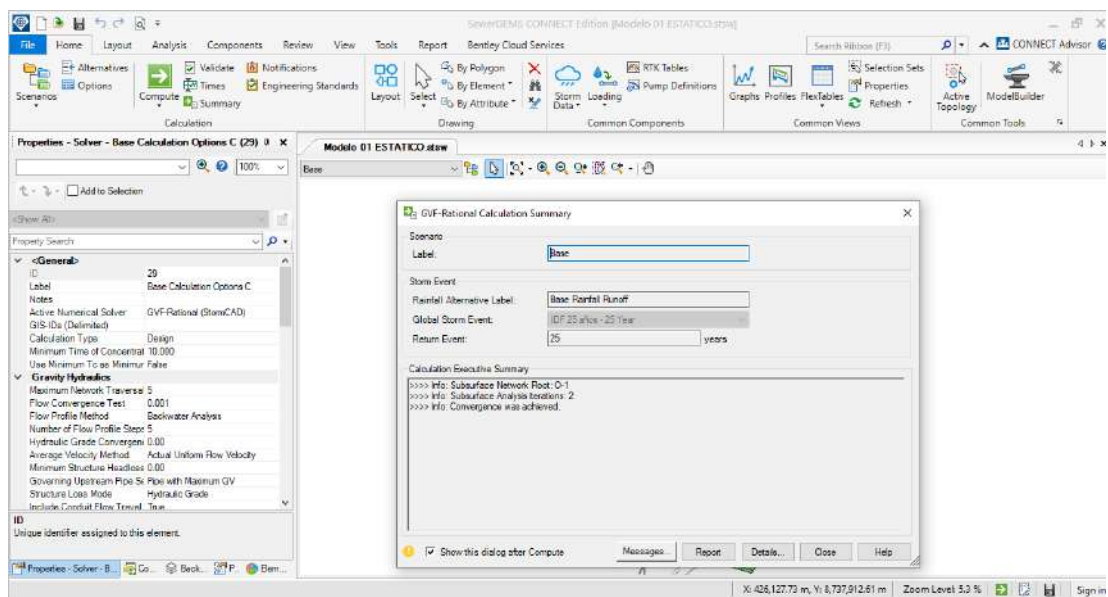 SewerGEMS CONNECT Edition [Modelo 01 ESTATICO.stsw]
File Home Layout Analysis Components Review View Tools Report Bentley Cloud Services
Search Ribbon (F3)
CONNECT Advisor
Scenarios
Alternatives
Options
Compute
Validate
Times
Summary
Notifications
Engineering Standards
Calculation
Layout
Select
By Polygon
By Element
By Attribute
Drawing
Storm Data
Loading
RTK Tables
Pump Definitions
Common Components
Graphs Profiles FlexTables
Selection Sets
Properties
Refresh
Common Views
Active Topology
ModelBuilder
Common Tools
Properties - Solver - Base Calculation Options C (29)
100%
Add to Selection
<Show All>
Property Search
<General>
ID 29
Label Base Calculation Options C
Notes
Active Numerical Solver GVF-Rational (StormCAD)
GIS-IDs (Delimited)
Calculation Type Design
Minimum Time of Concentrat 10.000
Use Minimum Tc as Minimur False
Gravity Hydraulics
Maximum Network Traversal 5
Flow Convergence Test 0.001
Flow Profile Method Backwater Analysis
Number of Flow Profile Steps 5
Hydraulic Grade Convergen 0.00
Average Velocity Method Actual Uniform Flow Velocity
Minimum Structure Headloss 0.00
Governing Upstream Pipe Se Pipe with Maximum QV
Structure Loss Mode Hydraulic Grade
Include Conduit Flow Travel True
ID
Unique identifier assigned to this element.
Properties - Solver - B... Co... Back... P... Bem...
Modelo 01 ESTATICO.stsw
Base
GVF-Rational Calculation Summary
Scenario
Label: Base
Storm Event
Rainfall Alternative Label: Base Rainfall Runoff
Global Storm Event: IDF 25 años - 25 Year
Return Event: 25 years
Calculation Executive Summary
>>>> Info: Subsurface Network Root: O-1
>>>> Info: Subsurface Analysis iterations: 2
>>>> Info: Convergence was achieved.
Show this dialog after Compute
Messages... Report Details... Close Help
X: 426,127.73 m, Y: 8,737,912.61 m Zoom Level: 5.3 % Sign in